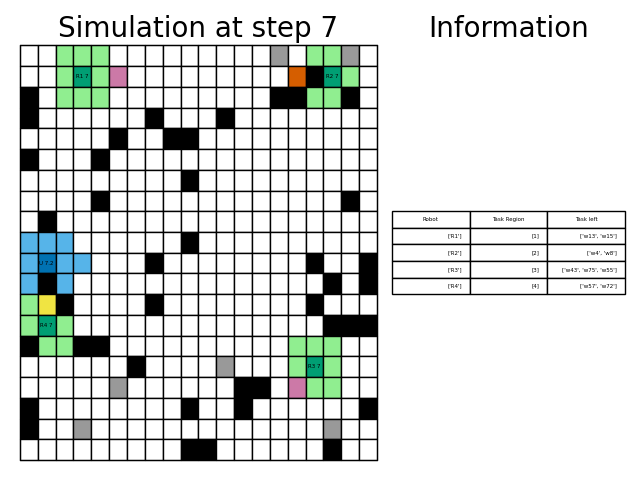 Simulation at step 7
Information
R1 7
R2 7
Robot Task Region Task left
['R1'] [1] ['w13', 'w15']
['R2'] [2] ['w4', 'w8']
['R3'] [3] ['w43', 'w75', 'w55']
['R4'] [4] ['w57', 'w72']
U 7.2
R4 7
R3 7